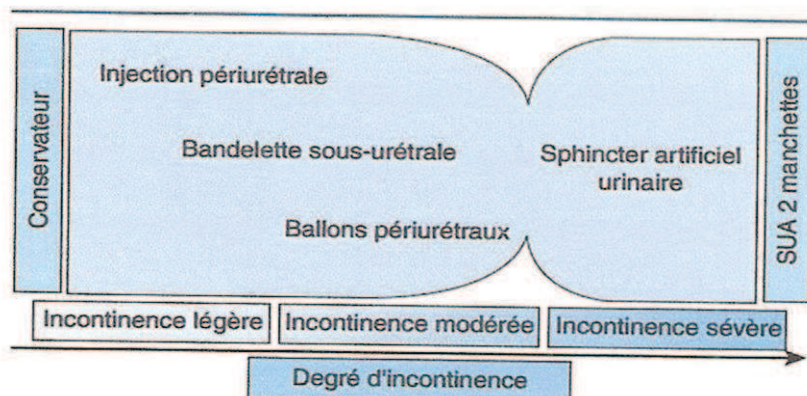 Conservateur
Injection périurétrale
Bandelette sous-urétrale
Ballons périurétraux
Sphincter artificiel
urinaire
SUA 2 manchettes
Incontinence légère
Incontinence modérée
Incontinence sévère
Degré d'incontinence